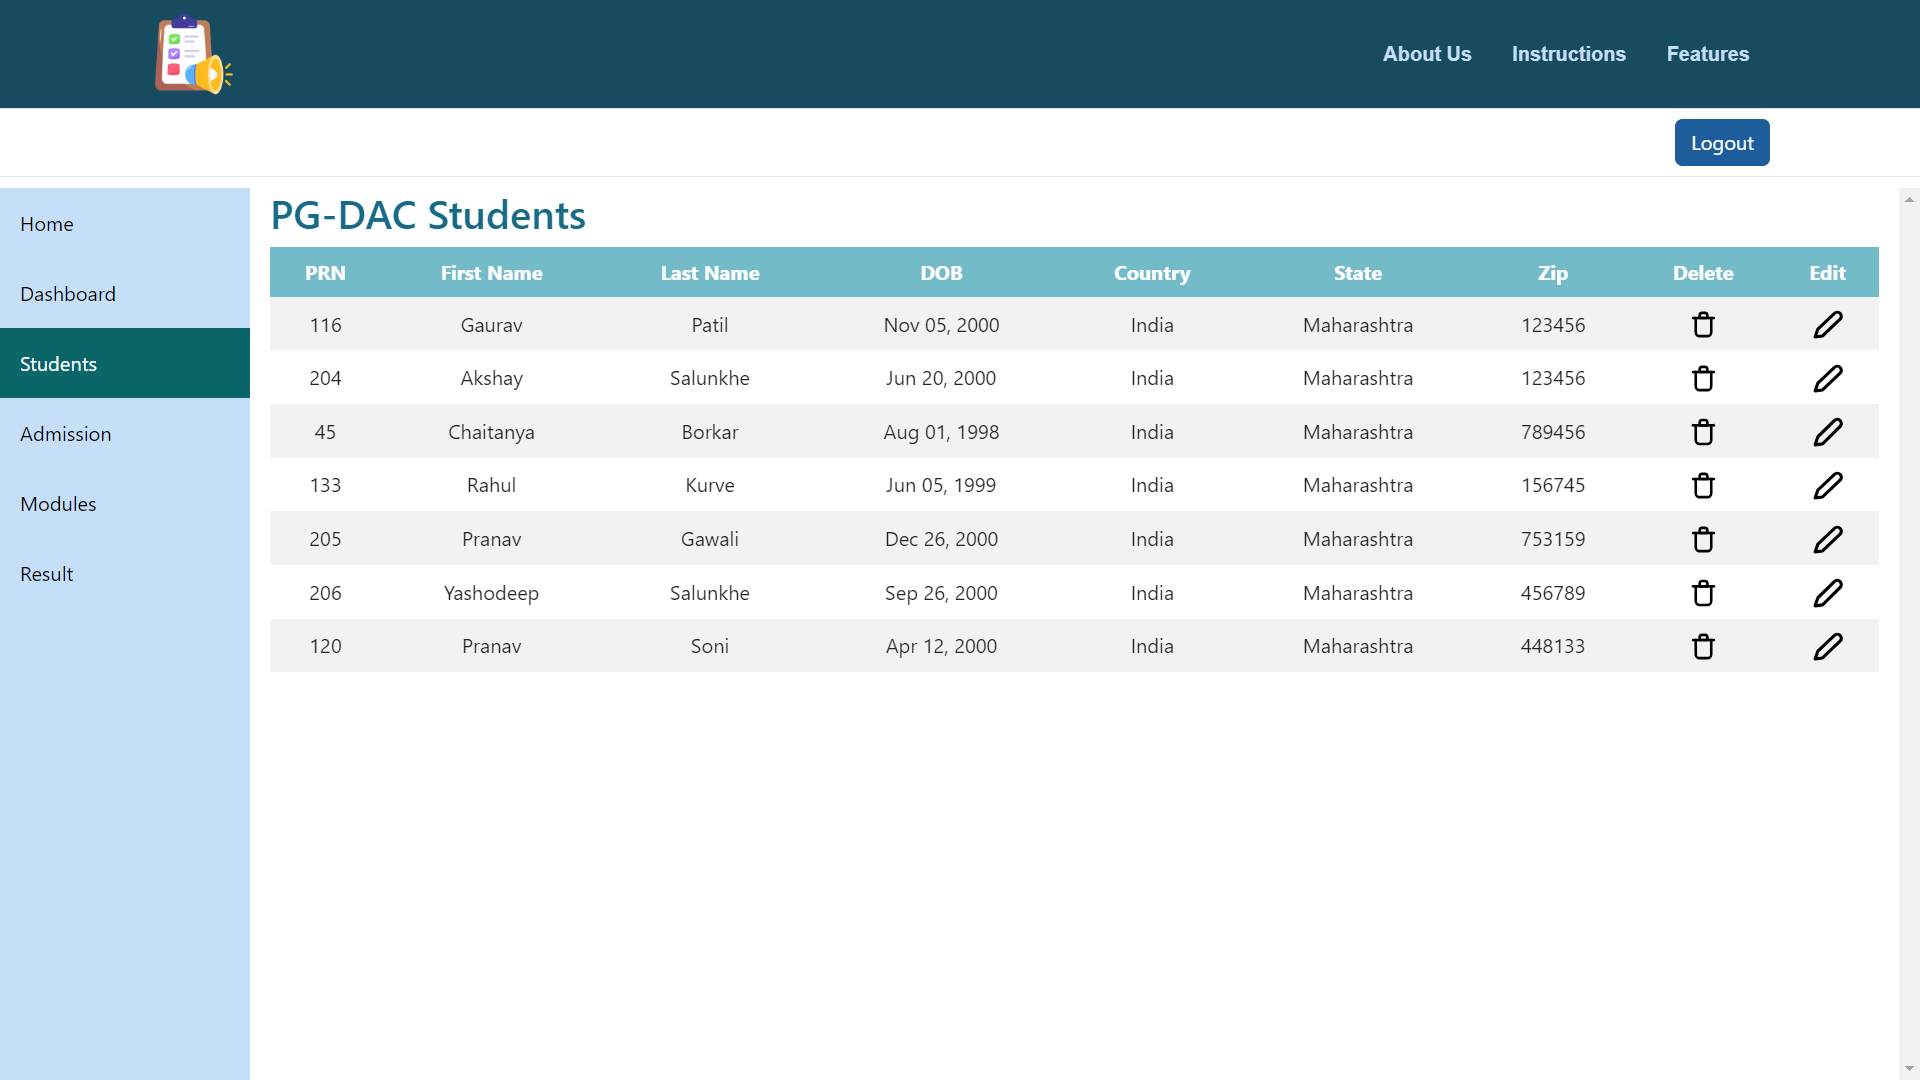 About Us Instructions Features
Logout
Home
Dashboard
Students
Admission
Modules
Result
PG-DAC Students
PRN First Name Last Name DOB Country State Zip Delete Edit
116 Gaurav Patil Nov 05, 2000 India Maharashtra 123456
204 Akshay Salunkhe Jun 20, 2000 India Maharashtra 123456
45 Chaitanya Borkar Aug 01, 1998 India Maharashtra 789456
133 Rahul Kurve Jun 05, 1999 India Maharashtra 156745
205 Pranav Gawali Dec 26, 2000 India Maharashtra 753159
206 Yashodeep Salunkhe Sep 26, 2000 India Maharashtra 456789
120 Pranav Soni Apr 12, 2000 India Maharashtra 448133